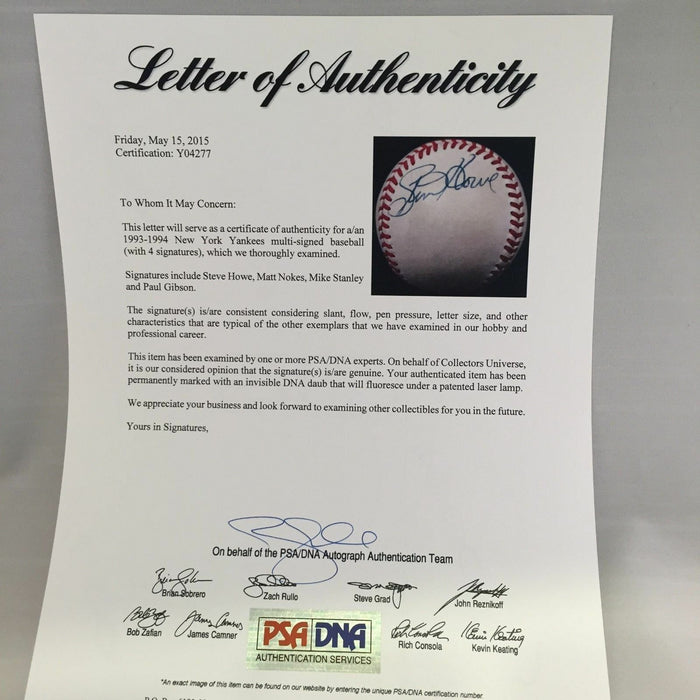 Letter of Authenticity
Friday, May 15, 2015
Certification: Y04277
Steve Howe
To Whom It May Concern:
This letter will serve as a certificate of authenticity for a/an
1993-1994 New York Yankees multi-signed baseball
(with 4 signatures), which we thoroughly examined.
Signatures include Steve Howe, Matt Nokes, Mike Stanley
and Paul Gibson.
The signature(s) is/are consistent considering slant, flow, pen pressure, letter size, and other
characteristics that are typical of the other exemplars that we have examined in our hobby and
professional career.
This item has been examined by one or more PSA/DNA experts. On behalf of Collectors Universe,
it is our considered opinion that the signature(s) is/are genuine. Your authenticated item has been
permanently marked with an invisible DNA daub that will fluoresce under a patented laser lamp.
We appreciate your business and look forward to examining other collectibles for you in the future.
Yours in Signatures,
On behalf of the PSA/DNA Autograph Authentication Team
Brian Sobrero
Zach Rullo
Steve Grad
John Reznikoff
Bob Zafian
James Camner
PSA DNA
AUTHENTICATION SERVICES
Rich Consola
Kevin Keating
*An exact image of this item can be found on our website by entering the unique PSA/DNA certification number